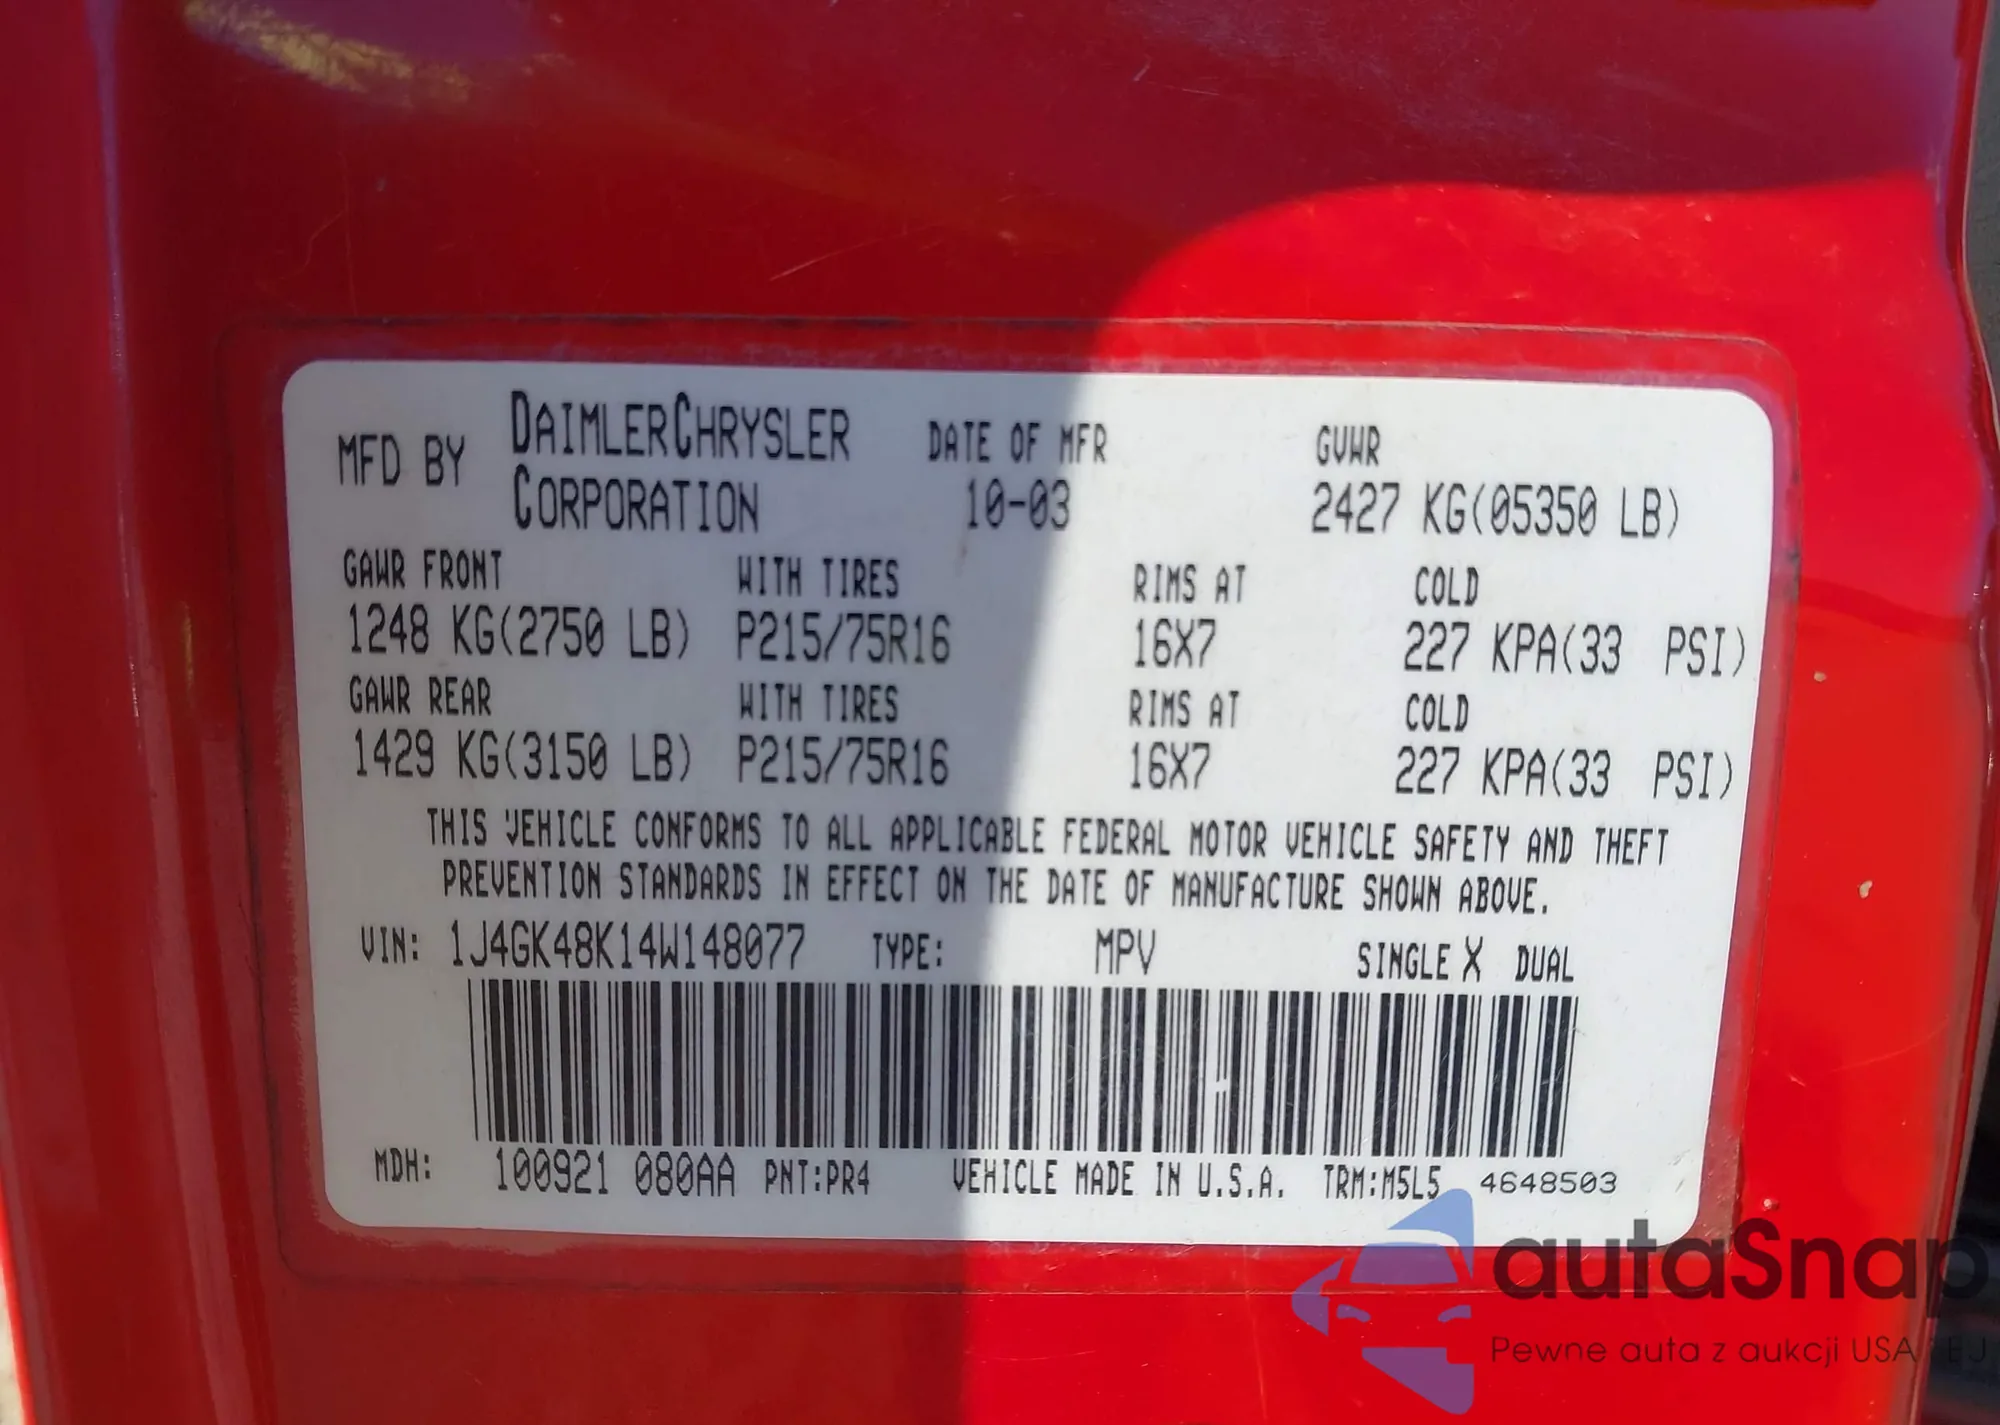 MFD BY DAIMLERCHRYSLER CORPORATION DATE OF MFR 10-03 GVWR 2427 KG(05350 LB)
GAWR FRONT WITH TIRES RIMS AT COLD
1248 KG(2750 LB) P215/75R16 16X7 227 KPA(33 PSI)
GAWR REAR WITH TIRES RIMS AT COLD
1429 KG(3150 LB) P215/75R16 16X7 227 KPA(33 PSI)
THIS VEHICLE CONFORMS TO ALL APPLICABLE FEDERAL MOTOR VEHICLE SAFETY AND THEFT
PREVENTION STANDARDS IN EFFECT ON THE DATE OF MANUFACTURE SHOWN ABOVE.
VIN: 1J4GK48K14W148077 TYPE: MPV SINGLE X DUAL
MDH: 100921 080AA PNT:PR4 VEHICLE MADE IN U.S.A. TRM:M5L5 4648503
autaSnap
Pewne auta z aukcji USA i EU